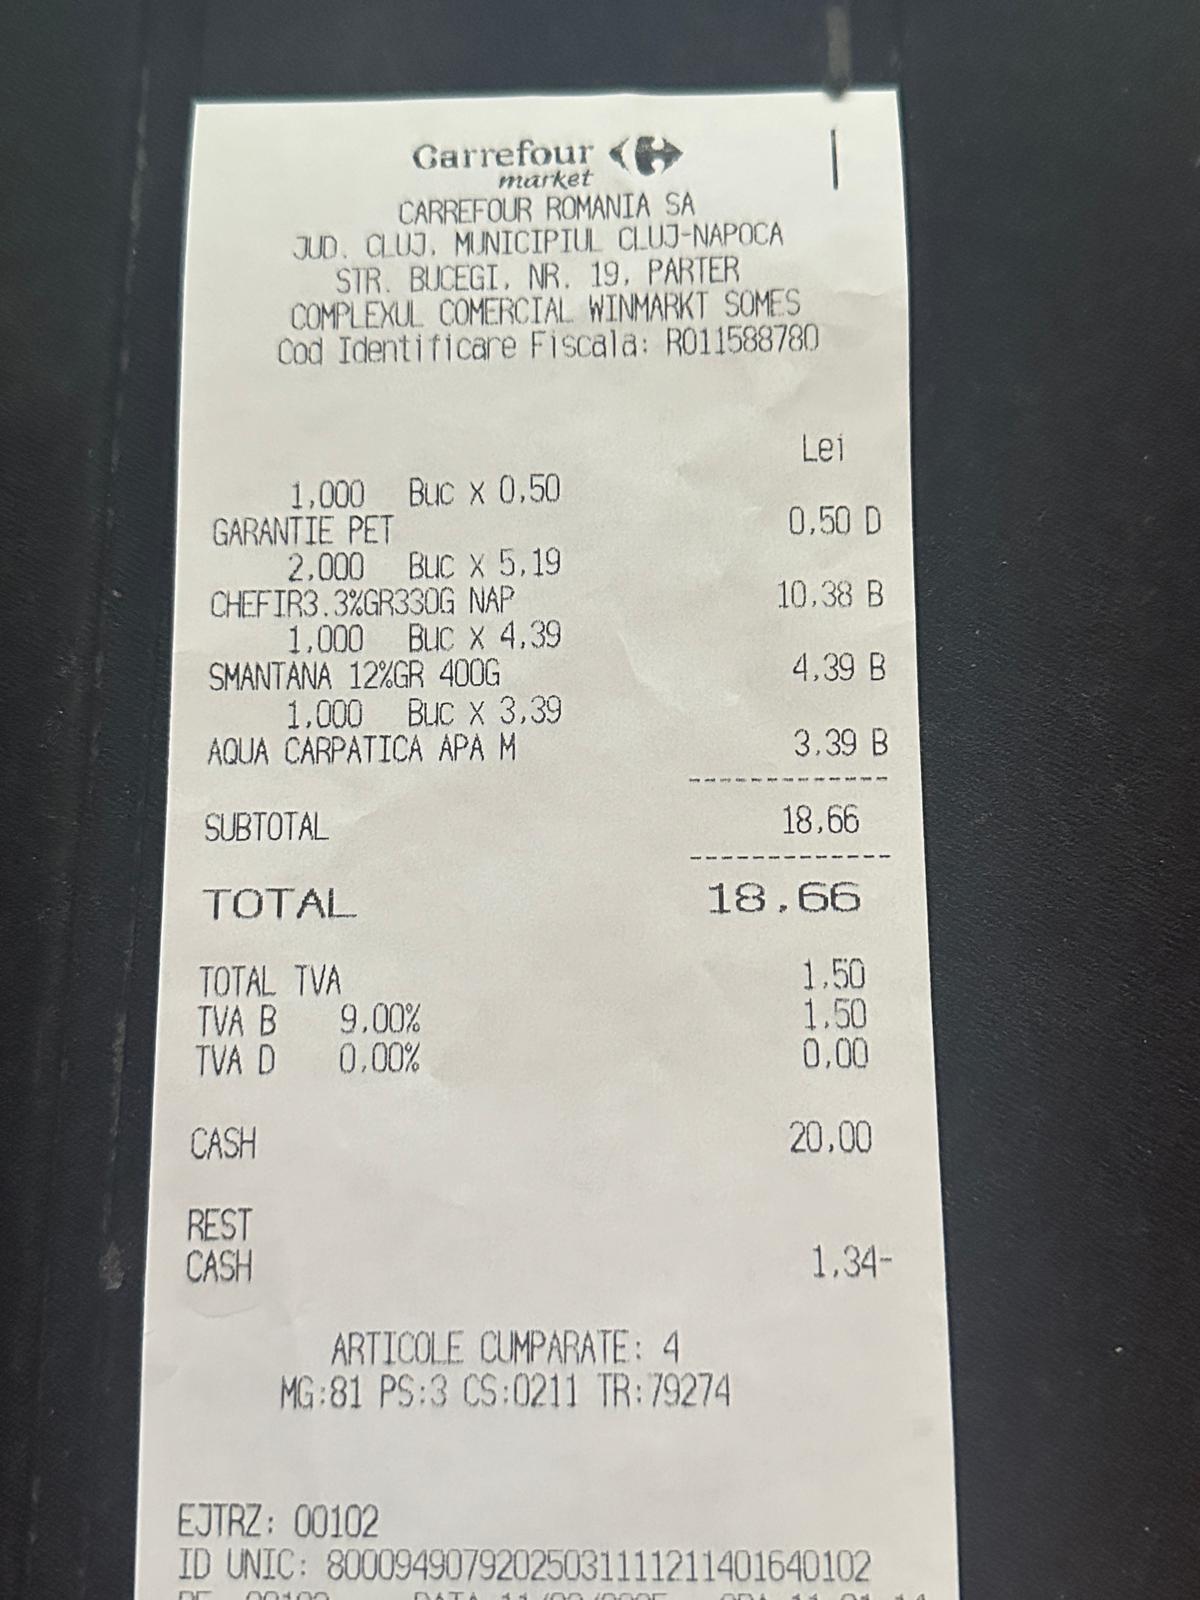 Carrefour
market
CARREFOUR ROMANIA SA
JUD. CLUJ, MUNICIPIUL CLUJ-NAPOCA
STR. BUCEGI, NR. 19, PARTER
COMPLEXUL COMERCIAL WINMARKT SOMES
Cod Identificare Fiscala: RO11588780
Lei
1,000 Buc X 0,50
GARANTIE PET 0,50 D
2,000 Buc X 5,19
CHEFIR3.3%GR330G NAP 10,38 B
1,000 Buc X 4,39
SMANTANA 12%GR 400G 4,39 B
1,000 Buc X 3,39
AQUA CARPATICA APA M 3,39 B
SUBTOTAL 18,66
TOTAL 18,66
TOTAL TVA 1,50
TVA B 9,00% 1,50
TVA D 0,00% 0,00
CASH 20,00
REST
CASH 1,34-
ARTICOLE CUMPARATE: 4
MG:81 PS:3 CS:0211 TR:79274
EJTRZ: 00102
ID UNIC: 80009490792025031111211401640102